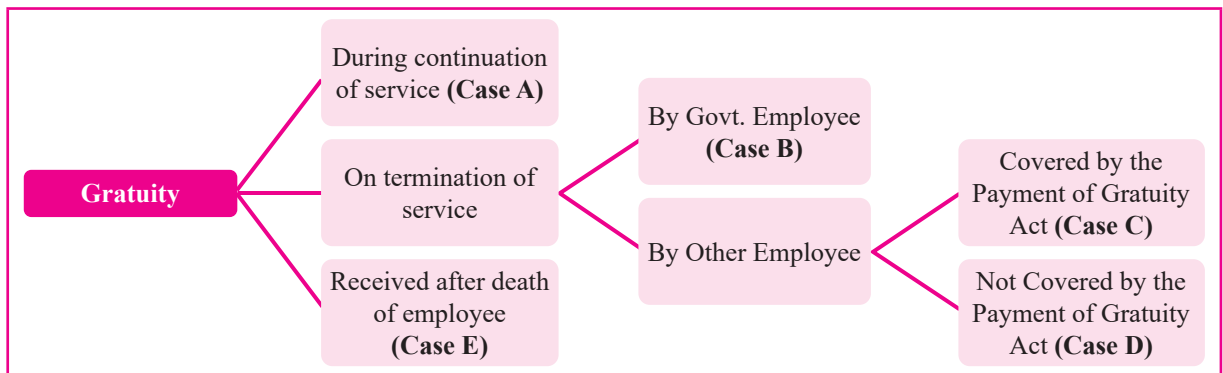 Gratuity
During continuation
of service (Case A)
On termination of
service
Received after death
of employee
(Case E)
By Govt. Employee
(Case B)
By Other Employee
Covered by the
Payment of Gratuity
Act (Case C)
Not Covered by the
Payment of Gratuity
Act (Case D)